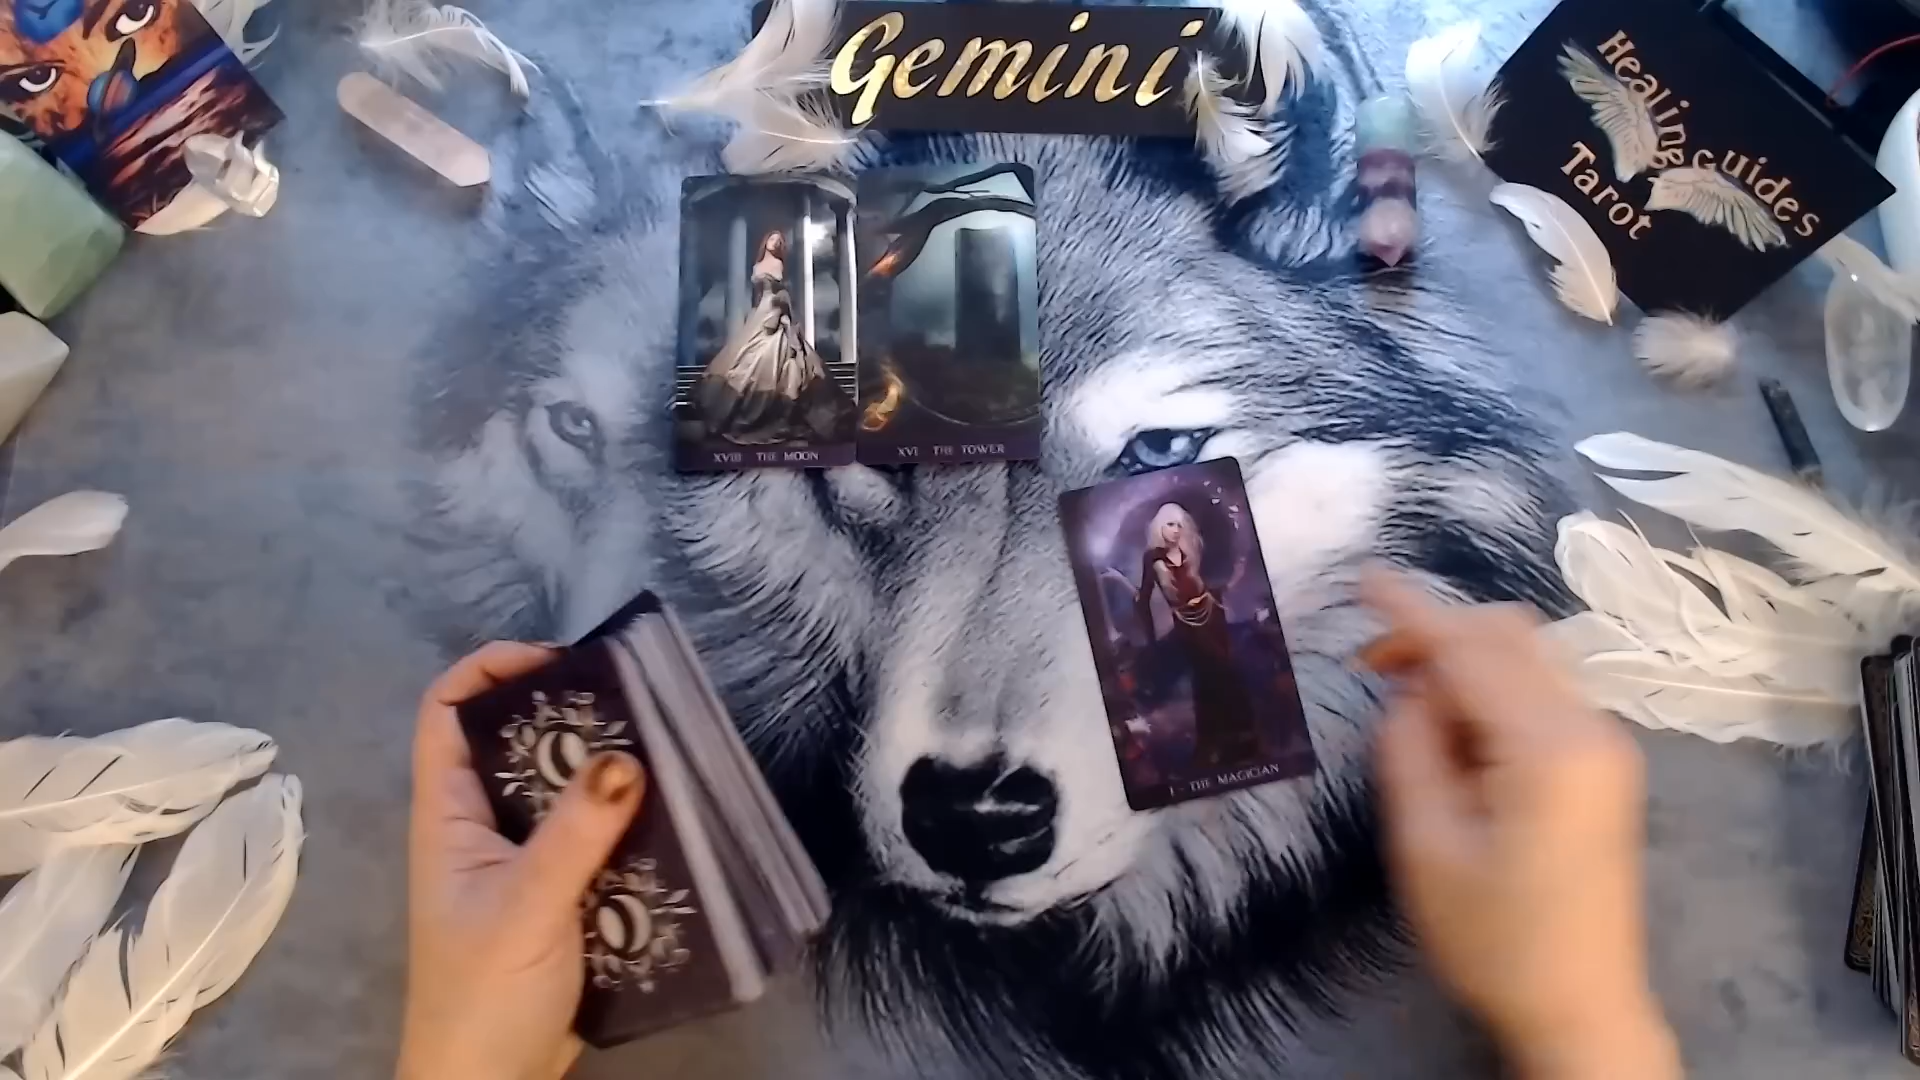 Gemini
Healing Guides
Tarot
XVIII THE MOON
XVI THE TOWER
I - THE MAGICIAN